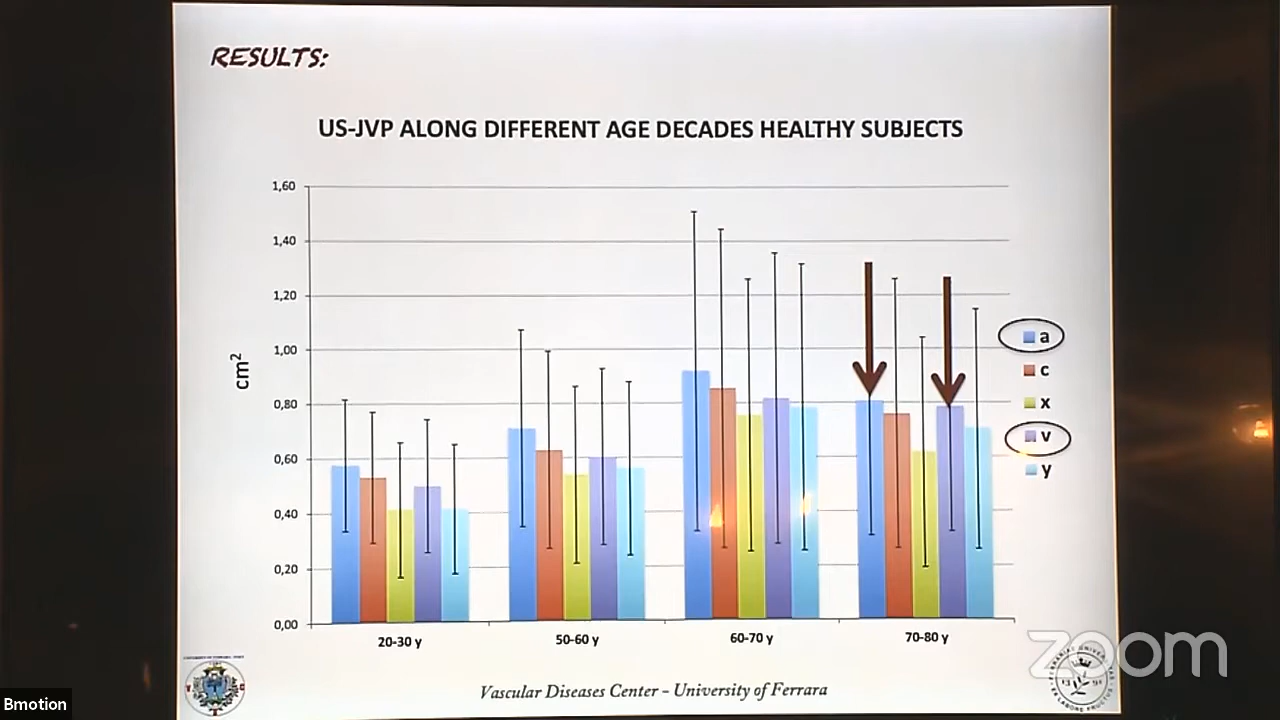 RESULTS:
US-JVP ALONG DIFFERENT AGE DECADES HEALTHY SUBJECTS
1,60
1,40
1,20
1,00
0,80
0,60
0,40
0,20
0,00
cm²
20-30 y
50-60 y
60-70 y
70-80 y
a
c
x
v
y
Vascular Diseases Center – University of Ferrara
zoom
Bmotion